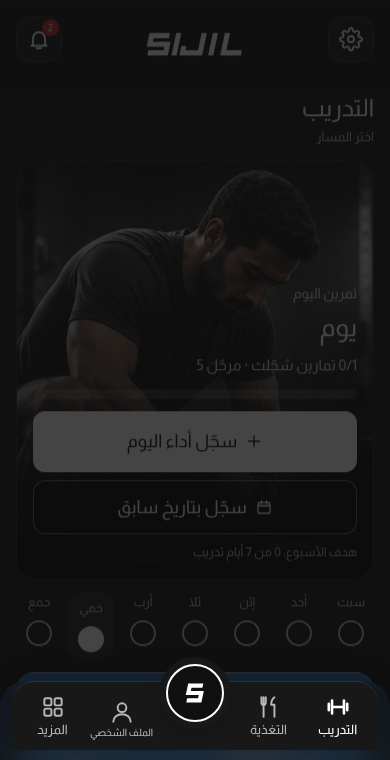 2
SIJIL
التدريب
اختر المسار
تمرين اليوم
يوم
0/1 تمارين سُجّلت · مرحّل 5
+ سجّل أداء اليوم
سجّل بتاريخ سابق
هدف الأسبوع: 0 من 7 أيام تدريب
سبت أحد إثن ثلا أرب خمي جمع
التدريب التغذية S الملف الشخصي المزيد